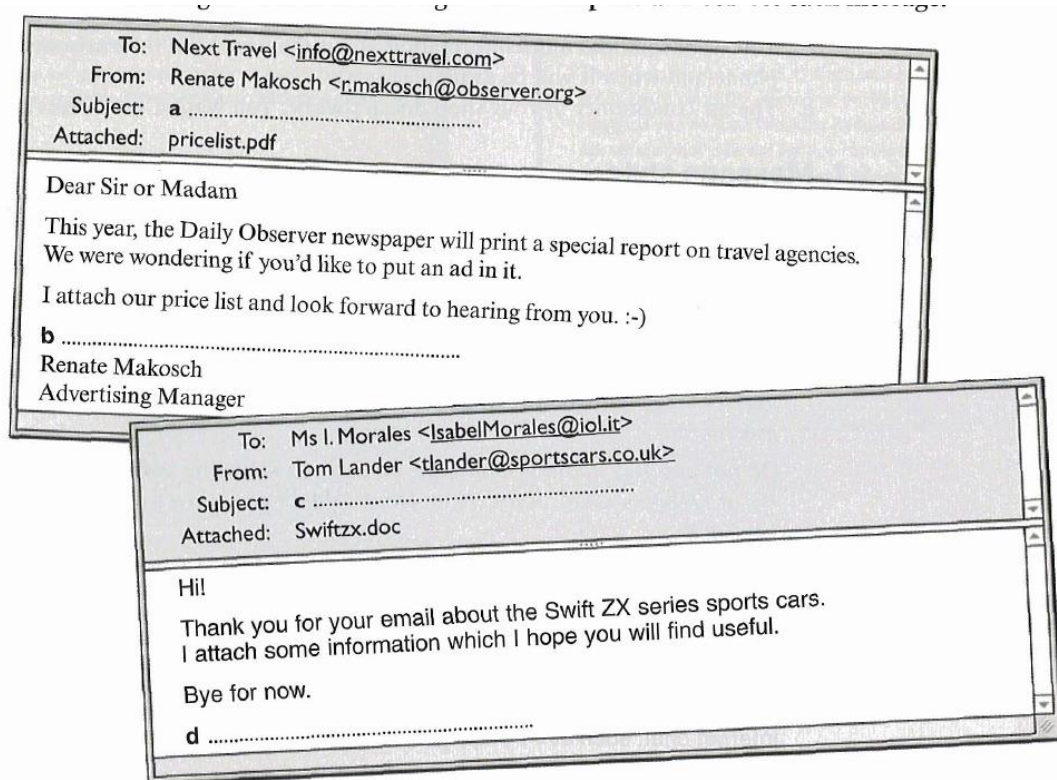 each message.
To: Next Travel <info@nexttravel.com>
From: Renate Makosch <r.makosch@observer.org>
Subject: a ..................................................
Attached: pricelist.pdf
Dear Sir or Madam
This year, the Daily Observer newspaper will print a special report on travel agencies.
We were wondering if you'd like to put an ad in it.
I attach our price list and look forward to hearing from you. :-)
b ..................................................
Renate Makosch
Advertising Manager
To: Ms I. Morales <IsabelMorales@iol.it>
From: Tom Lander <tlander@sportscars.co.uk>
Subject: c ..................................................
Attached: Swiftzx.doc
Hi!
Thank you for your email about the Swift ZX series sports cars.
I attach some information which I hope you will find useful.
Bye for now.
d ..................................................